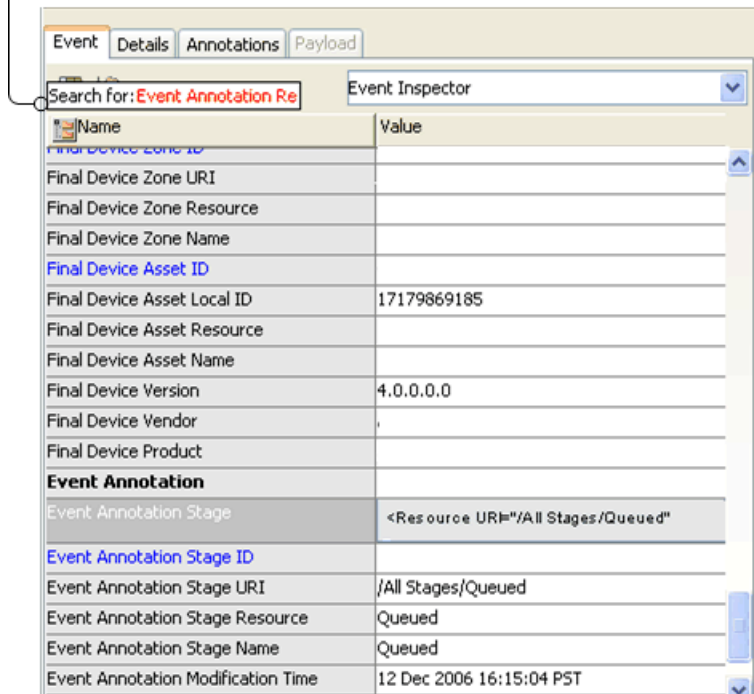 Event Details Annotations Payload
Search for:Event Annotation Re Event Inspector
Name Value
Final Device Zone ID
Final Device Zone URI
Final Device Zone Resource
Final Device Zone Name
Final Device Asset ID
Final Device Asset Local ID 17179869185
Final Device Asset Resource
Final Device Asset Name
Final Device Version 4.0.0.0.0
Final Device Vendor
Final Device Product
Event Annotation
Event Annotation Stage <Resource URI="/All Stages/Queued"
Event Annotation Stage ID
Event Annotation Stage URI /All Stages/Queued
Event Annotation Stage Resource Queued
Event Annotation Stage Name Queued
Event Annotation Modification Time 12 Dec 2006 16:15:04 PST